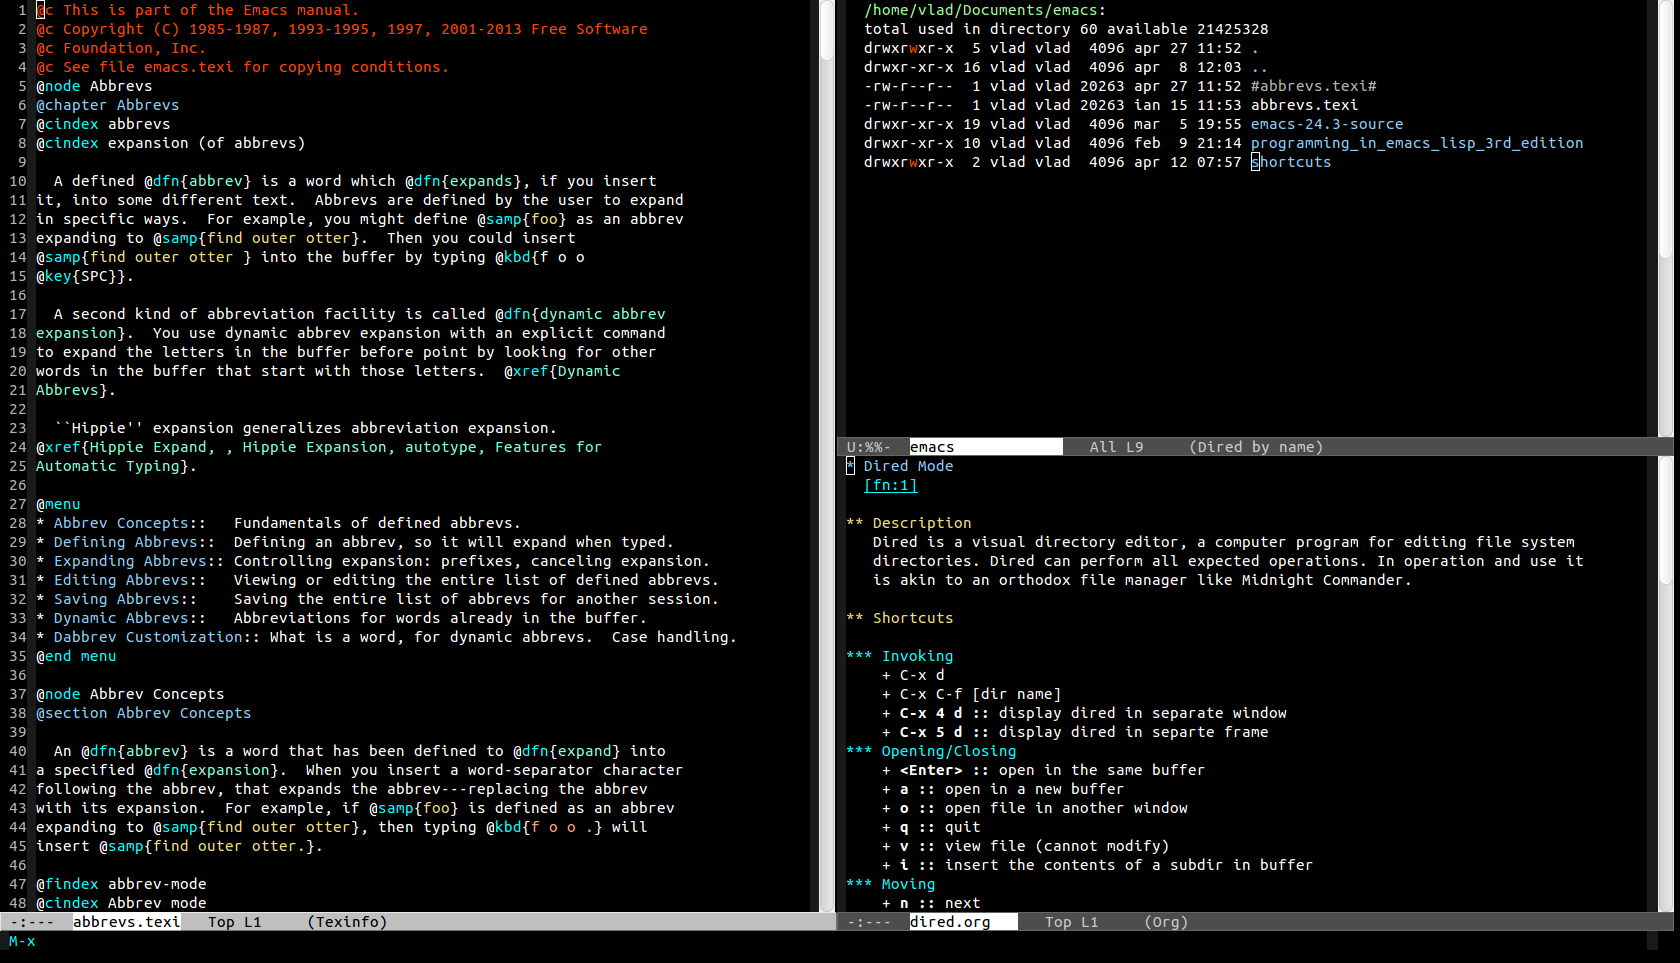 1 @c This is part of the Emacs manual.
2 @c Copyright (C) 1985-1987, 1993-1995, 1997, 2001-2013 Free Software
3 @c Foundation, Inc.
4 @c See file emacs.texi for copying conditions.
5 @node Abbrevs
6 @chapter Abbrevs
7 @cindex abbrevs
8 @cindex expansion (of abbrevs)
9
10   A defined @dfn{abbrev} is a word which @dfn{expands}, if you insert
11 it, into some different text.  Abbrevs are defined by the user to expand
12 in specific ways.  For example, you might define @samp{foo} as an abbrev
13 expanding to @samp{find outer otter}.  Then you could insert
14 @samp{find outer otter } into the buffer by typing @kbd{f o o
15 @key{SPC}}.
16
17   A second kind of abbreviation facility is called @dfn{dynamic abbrev
18 expansion}.  You use dynamic abbrev expansion with an explicit command
19 to expand the letters in the buffer before point by looking for other
20 words in the buffer that start with those letters.  @xref{Dynamic
21 Abbrevs}.
22
23   ``Hippie'' expansion generalizes abbreviation expansion.
24 @xref{Hippie Expand, , Hippie Expansion, autotype, Features for
25 Automatic Typing}.
26
27 @menu
28 * Abbrev Concepts::   Fundamentals of defined abbrevs.
29 * Defining Abbrevs::  Defining an abbrev, so it will expand when typed.
30 * Expanding Abbrevs:: Controlling expansion: prefixes, canceling expansion.
31 * Editing Abbrevs::   Viewing or editing the entire list of defined abbrevs.
32 * Saving Abbrevs::    Saving the entire list of abbrevs for another session.
33 * Dynamic Abbrevs::   Abbreviations for words already in the buffer.
34 * Dabbrev Customization:: What is a word, for dynamic abbrevs.  Case handling.
35 @end menu
36
37 @node Abbrev Concepts
38 @section Abbrev Concepts
39
40   An @dfn{abbrev} is a word that has been defined to @dfn{expand} into
41 a specified @dfn{expansion}.  When you insert a word-separator character
42 following the abbrev, that expands the abbrev---replacing the abbrev
43 with its expansion.  For example, if @samp{foo} is defined as an abbrev
44 expanding to @samp{find outer otter}, then typing @kbd{f o o .} will
45 insert @samp{find outer otter.}.
46
47 @findex abbrev-mode
48 @cindex Abbrev mode
-:---  abbrevs.texi   Top L1     (Texinfo)
M-x
/home/vlad/Documents/emacs:
total used in directory 60 available 21425328
drwxrwxr-x  5 vlad vlad  4096 apr 27 11:52 .
drwxr-xr-x 16 vlad vlad  4096 apr  8 12:03 ..
-rw-r--r--  1 vlad vlad 20263 apr 27 11:52 #abbrevs.texi#
-rw-r--r--  1 vlad vlad 20263 ian 15 11:53 abbrevs.texi
drwxr-xr-x 19 vlad vlad  4096 mar  5 19:55 emacs-24.3-source
drwxr-xr-x 10 vlad vlad  4096 feb  9 21:14 programming_in_emacs_lisp_3rd_edition
drwxrwxr-x  2 vlad vlad  4096 apr 12 07:57 shortcuts
U:%%-  emacs   All L9     (Dired by name)
* Dired Mode
[fn:1]

** Description
Dired is a visual directory editor, a computer program for editing file system
directories. Dired can perform all expected operations. In operation and use it
is akin to an orthodox file manager like Midnight Commander.

** Shortcuts

*** Invoking
+ C-x d
+ C-x C-f [dir name]
+ C-x 4 d :: display dired in separate window
+ C-x 5 d :: display dired in separte frame
*** Opening/Closing
+ <Enter> :: open in the same buffer
+ a :: open in a new buffer
+ o :: open file in another window
+ q :: quit
+ v :: view file (cannot modify)
+ i :: insert the contents of a subdir in buffer
*** Moving
+ n :: next
-:---  dired.org   Top L1     (Org)